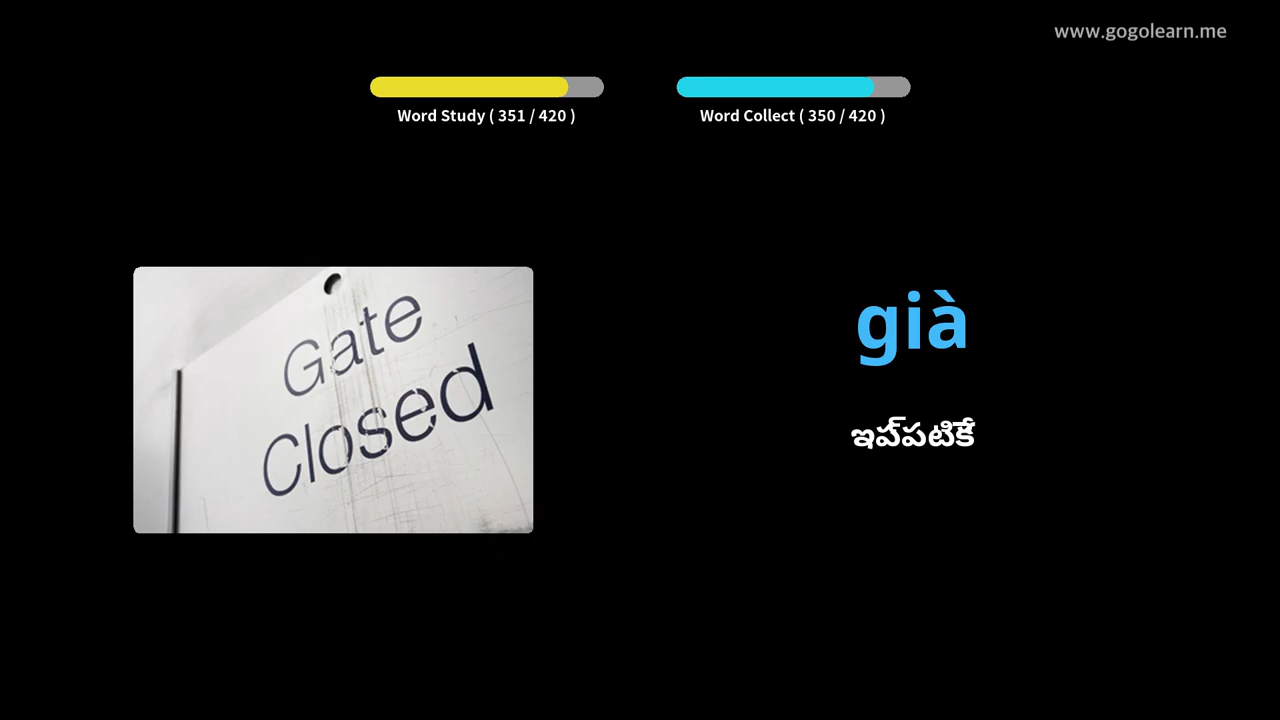 www.gogolearn.me
Word Study ( 351 / 420 )
Word Collect ( 350 / 420 )
Gate
Closed
già
ఇప్పటికే